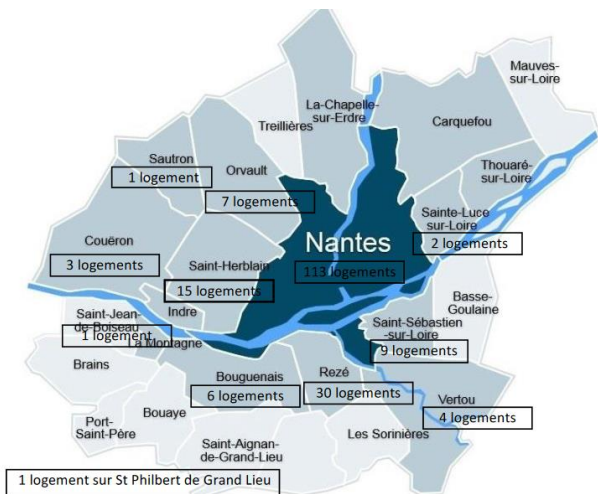 Mauves-
sur-Loire
La-Chapelle
sur-Erdre
Treillières
Carquefou
Sautron
1 logement
Orvault
7 logements
Thouaré-
sur-Loire
Sainte-Luce
sur-Loire
2 logements
Nantes
113 logements
Couëron
3 logements
Saint-Herblain
15 logements
Indre
Basse-
Goulaine
Saint-Jean-
de-Boiseau
1 logement
La Montagne
Saint-Sébastien
-sur-Loire
9 logements
Brains
Bouguenais
6 logements
Rezé
30 logements
Vertou
4 logements
Port-
Saint-Père
Bouaye
Saint-Aignan-
de-Grand-Lieu
Les Sorinières
1 logement sur St Philbert de Grand Lieu